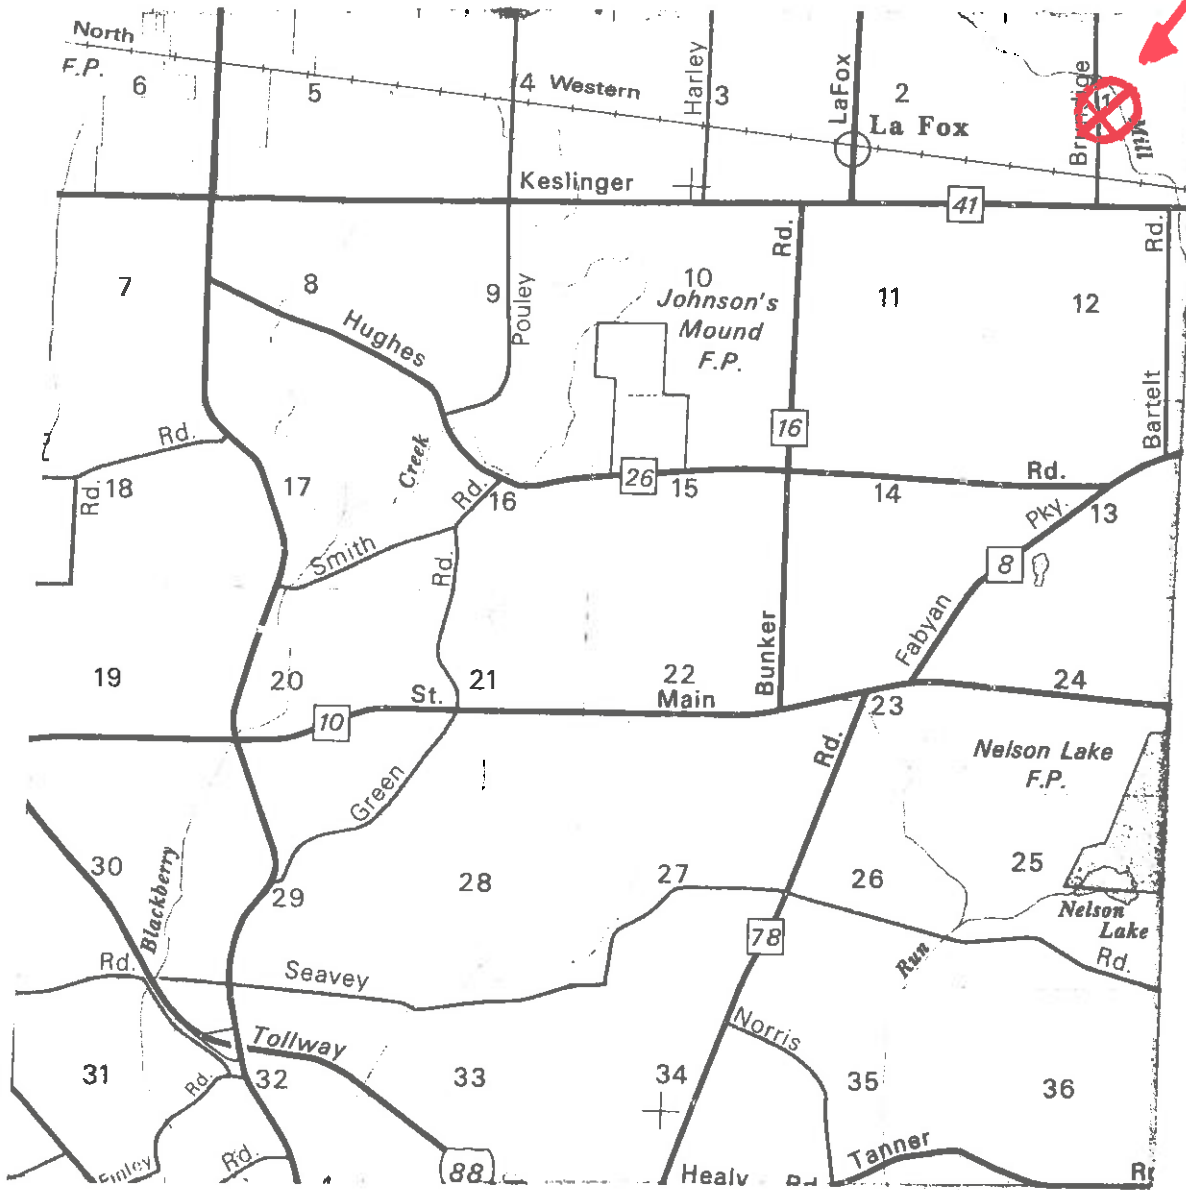 North
F.P.
6
5
4
Western
Harley
3
LaFox
2
La Fox
1
Mill
Keslinger
41
7
8
9
Pouley
10
Johnson's
Mound
F.P.
Rd.
11
12
Rd.
Hughes
Bartelt
16
Rd.
18
Rd.
17
Creek
Rd.
16
26
15
14
Rd.
13
Pky.
8
Smith
Rd.
Fabyan
Bunker
19
20
21
22
24
St.
Main
23
10
Rd.
Nelson Lake
F.P.
Green
30
Blackberry
29
28
27
26
25
Nelson
Lake
78
Run
Rd.
Rd.
Seavey
Norris
Tollway
31
Rd.
32
33
34
35
36
Finley
Rd.
88
Healy
Rd
Tanner